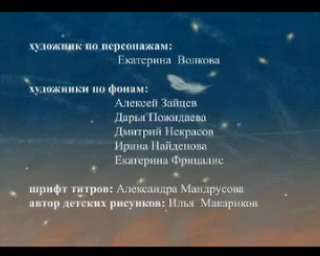 художник по персонажам:
Екатерина Волкова
художники по фонам:
Алексей Зайцев
Дарья Пожидаева
Дмитрий Некрасов
Ирина Найденова
Екатерина Фрицалис
шрифт титров: Александра Мандрусова
автор детских рисунков: Илья Макариков